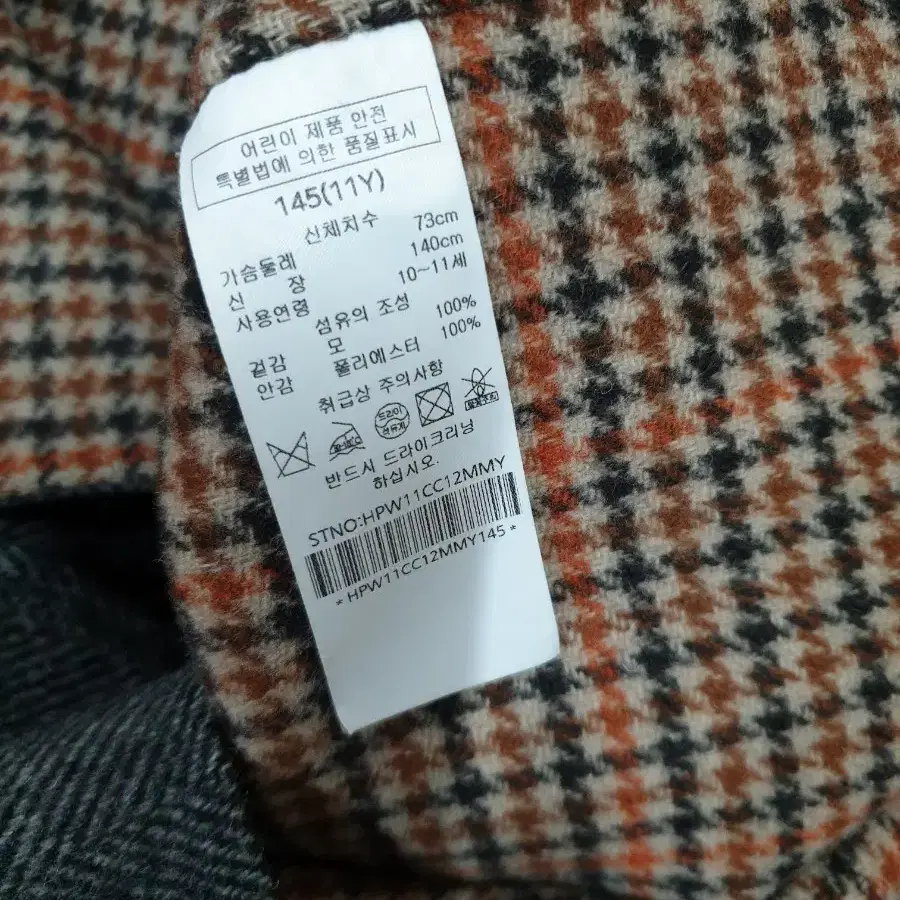 어린이 제품 안전
특별법에 의한 품질표시
145(11Y)
신체치수
가슴둘레 73cm
신 장 140cm
사용연령 10~11세
섬유의 조성
겉감 모 100%
안감 폴리에스터 100%
취급상 주의사항
드라이
반드시 드라이크리닝
하십시오.
STNO:HPW11CC12MMY
* HPW11CC12MMY145 *